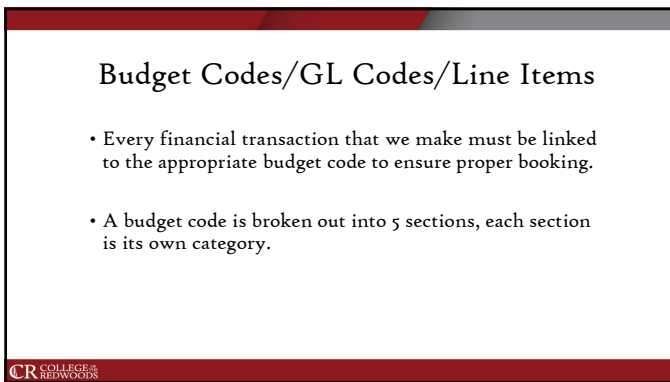 Budget Codes/GL Codes/Line Items
• Every financial transaction that we make must be linked
to the appropriate budget code to ensure proper booking.
• A budget code is broken out into 5 sections, each section
is its own category.
CR COLLEGE OF THE
REDWOODS